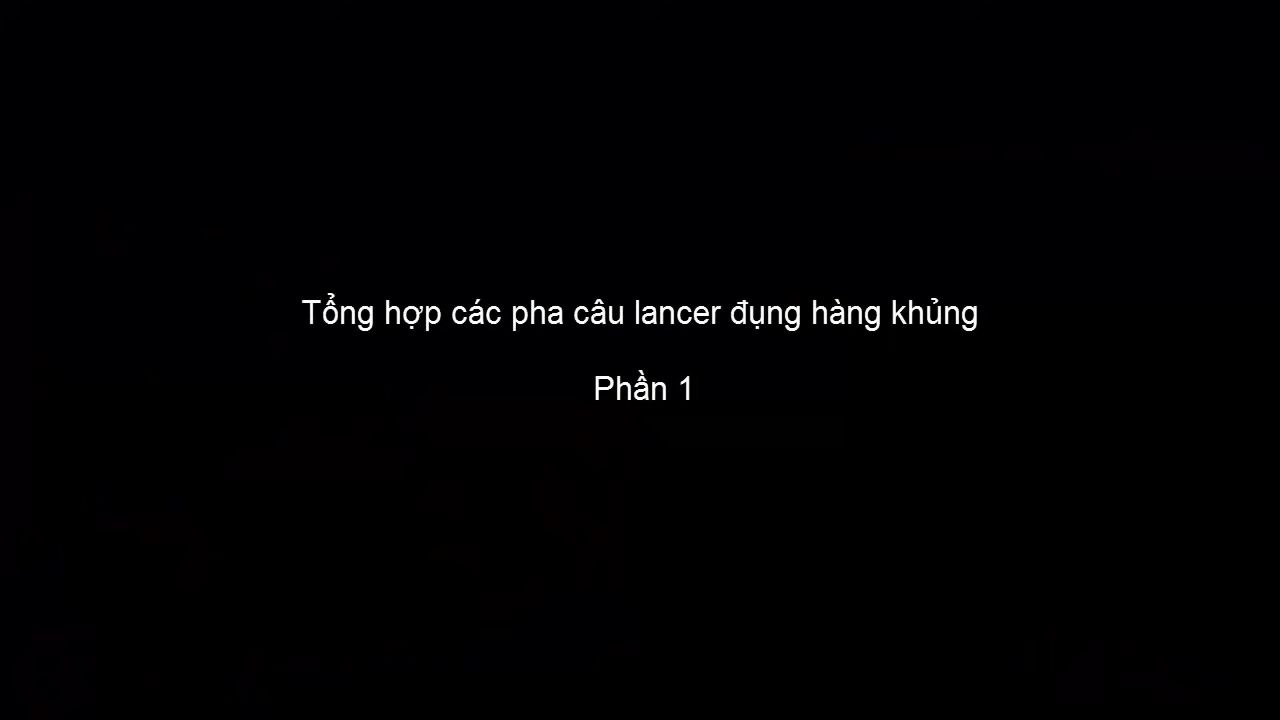 Tổng hợp các pha câu lancer đụng hàng khủng
Phần 1